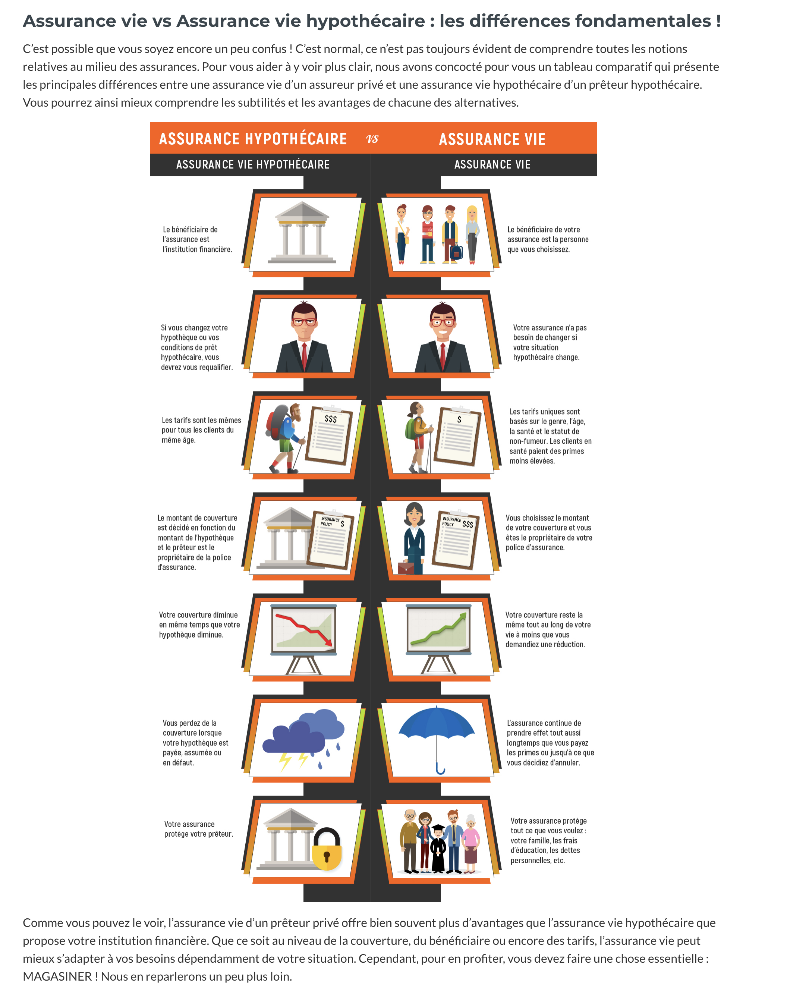 Assurance vie vs Assurance vie hypothécaire : les différences fondamentales !
C’est possible que vous soyez encore un peu confus ! C’est normal, ce n’est pas toujours évident de comprendre toutes les notions
relatives au milieu des assurances. Pour vous aider à y voir plus clair, nous avons concocté pour vous un tableau comparatif qui présente
les principales différences entre une assurance vie d’un assureur privé et une assurance vie hypothécaire d’un prêteur hypothécaire.
Vous pourrez ainsi mieux comprendre les subtilités et les avantages de chacune des alternatives.
ASSURANCE HYPOTHÉCAIRE vs ASSURANCE VIE
ASSURANCE VIE HYPOTHÉCAIRE
ASSURANCE VIE
Le bénéficiaire de
l’assurance est
l’institution financière.
Le bénéficiaire de votre
assurance est la personne
que vous choisissez.
Si vous changez votre
hypothèque ou vos
conditions de prêt
hypothécaire, vous
devrez vous requalifier.
Votre assurance n’a pas
besoin de changer si
votre situation
hypothécaire change.
Les tarifs sont les mêmes
pour tous les clients du
même âge.
$$$
$
Les tarifs uniques sont
basés sur le genre, l’âge,
la santé et le statut de
non-fumeur. Les clients en
santé paient des primes
moins élevées.
Le montant de couverture
est décidé en fonction du
montant de l’hypothèque
et le prêteur est le
propriétaire de la police
d’assurance.
INSURANCE
POLICY $
INSURANCE
POLICY $$$
Vous choisissez le montant
de votre couverture et vous
êtes le propriétaire de votre
police d’assurance.
Votre couverture diminue
en même temps que votre
hypothèque diminue.
Votre couverture reste la
même tout au long de votre
vie à moins que vous
demandiez une réduction.
Vous perdez de la
couverture lorsque
votre hypothèque est
payée, assumée ou
en défaut.
L’assurance continue de
prendre effet tout aussi
longtemps que vous payez
les primes ou jusqu’à ce que
vous décidiez d’annuler.
Votre assurance
protège votre prêteur.
Votre assurance protège
tout ce que vous voulez :
votre famille, les frais
d’éducation, les dettes
personnelles, etc.
Comme vous pouvez le voir, l’assurance vie d’un prêteur privé offre bien souvent plus d’avantages que l’assurance vie hypothécaire que
propose votre institution financière. Que ce soit au niveau de la couverture, du bénéficiaire ou encore des tarifs, l’assurance vie peut
mieux s’adapter à vos besoins dépendamment de votre situation. Cependant, pour en profiter, vous devez faire une chose essentielle :
MAGASINER ! Nous en reparlerons un peu plus loin.